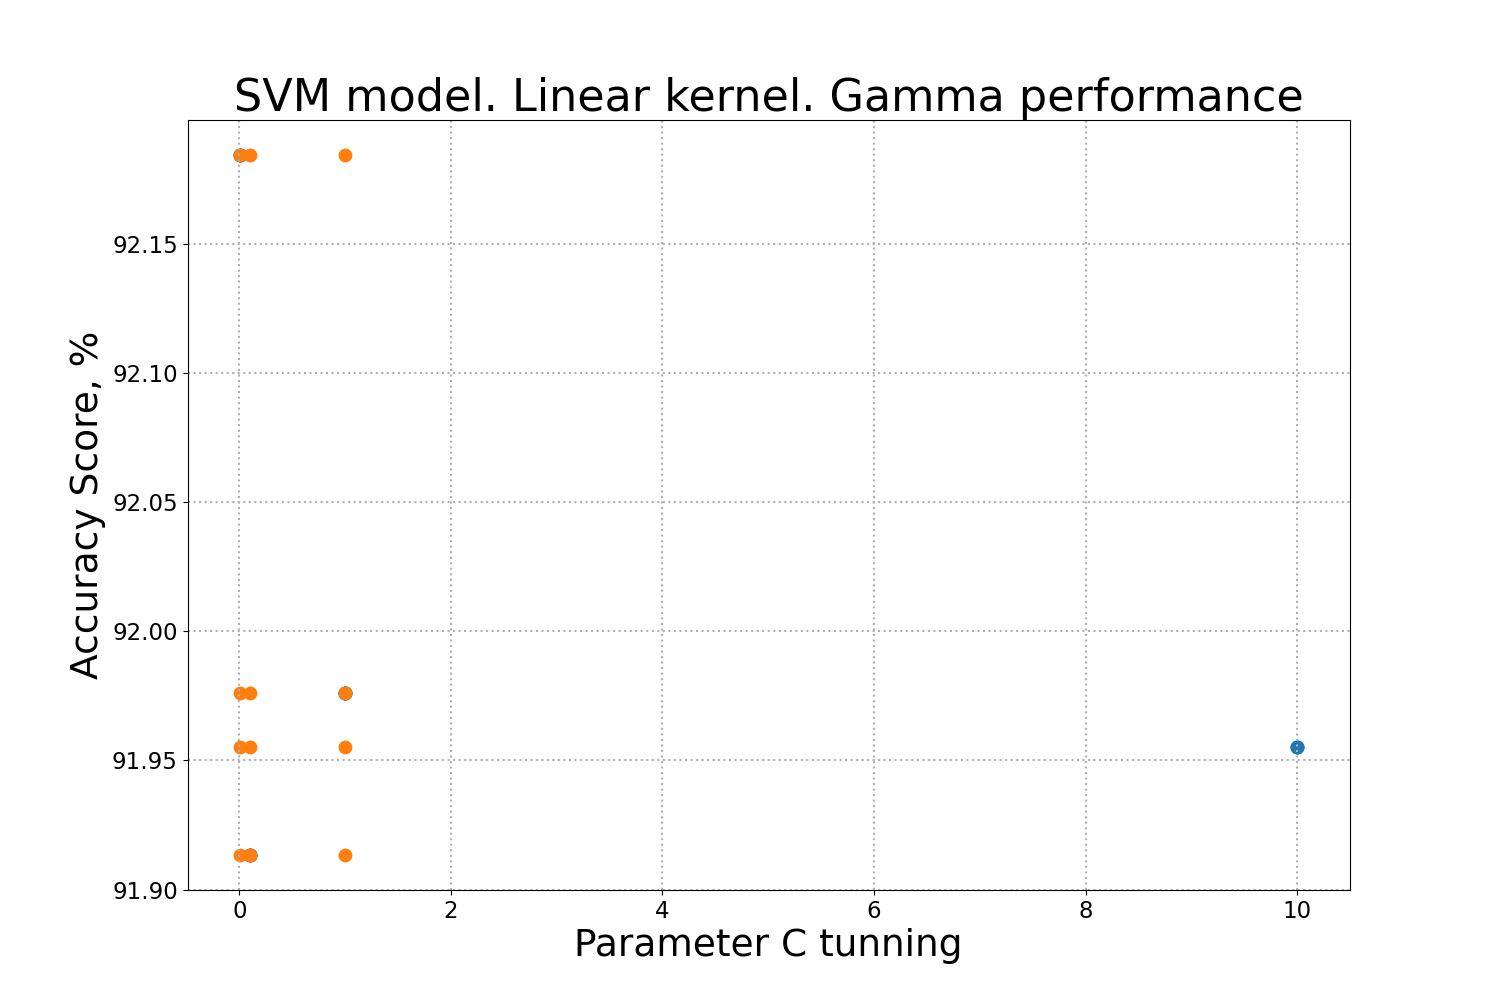 SVM model. Linear kernel. Gamma performance
Accuracy Score, %
92.15
92.10
92.05
92.00
91.95
91.90
0 2 4 6 8 10
Parameter C tunning